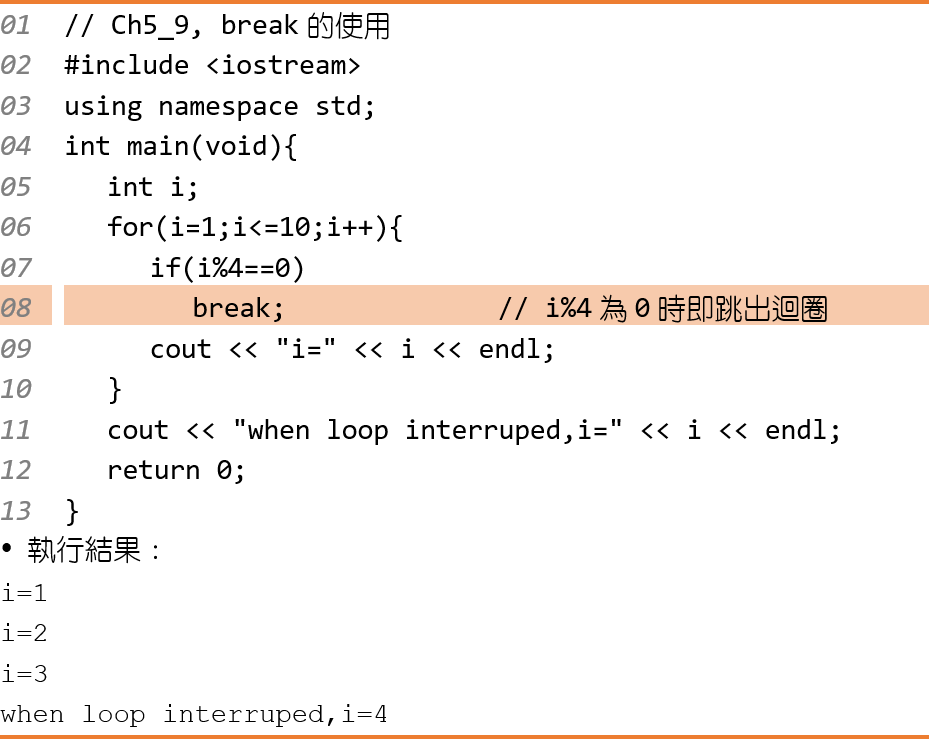 01 // Ch5_9, break 的使用
02 #include <iostream>
03 using namespace std;
04 int main(void){
05 int i;
06 for(i=1;i<=10;i++){
07 if(i%4==0)
08 break; // i%4 為 0 時即跳出迴圈
09 cout << "i=" << i << endl;
10 }
11 cout << "when loop interruped,i=" << i << endl;
12 return 0;
13 }
• 執行結果：
i=1
i=2
i=3
when loop interruped,i=4